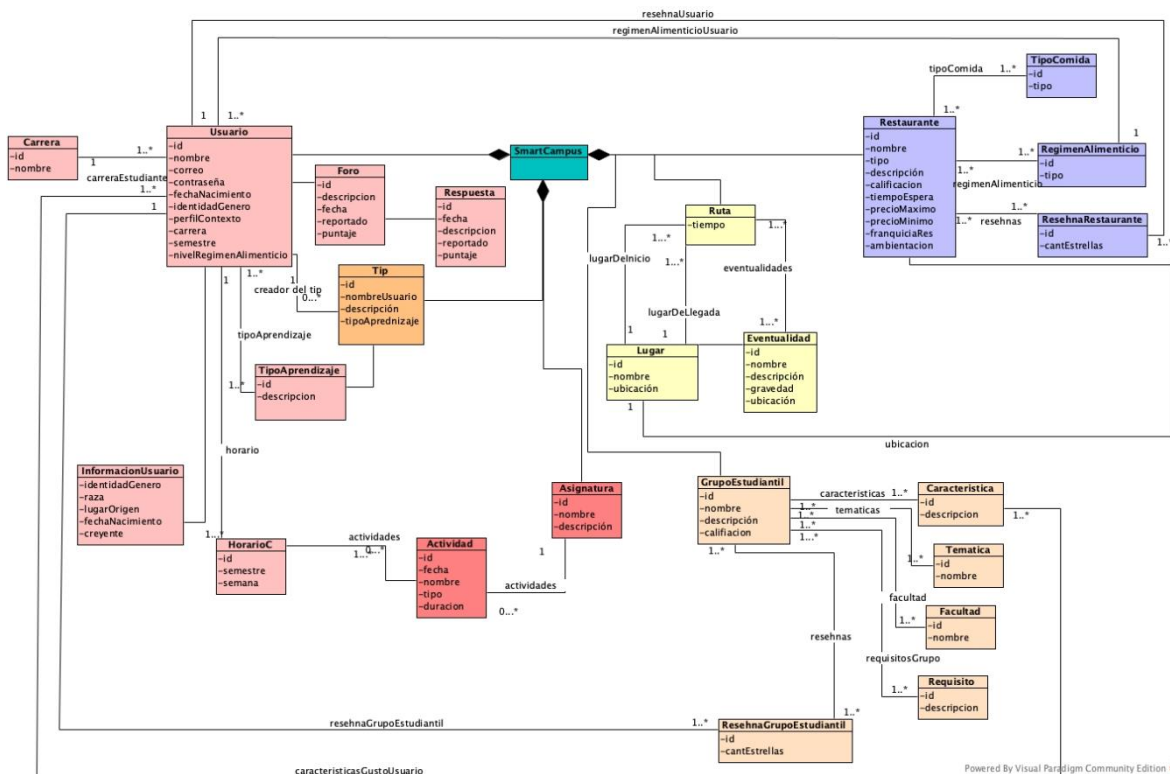 resehnaUsuario
regimenAlimenticioUsuario
TipoComida
-id
-tipo
tipoComida
1..*
1..*
1
1..*
Carrera
-id
-nombre
1
1..*
carreraEstudiante
1..*
1
Usuario
-id
-nombre
-correo
-contraseña
-fechaNacimiento
-identidadGenero
-perfilContexto
-carrera
-semestre
-nivelRegimenAlimenticio
SmartCampus
Foro
-id
-descripcion
-fecha
-reportado
-puntaje
Respuesta
-id
-fecha
-descripcion
-reportado
-puntaje
Restaurante
-id
-nombre
-tipo
-descripción
-calificacion
-tiempoEspera
-precioMaximo
-precioMinimo
-franquiciaRes
-ambientacion
1
RegimenAlimenticio
-id
-tipo
1..*
1..*
regimenAlimenticio
1..*
resehnas
1..*
ResehnaRestaurante
-id
-cantEstrellas
1..*
Ruta
-tiempo
1...*
1...*
1...*
lugarDeInicio
eventualidades
lugarDeLlegada
1
1
1...*
Lugar
-id
-nombre
-ubicación
1
Eventualidad
-id
-nombre
-descripción
-gravedad
-ubicación
ubicacion
1
1..*
1
creador del tip
0...*
Tip
-id
-nombreUsuario
-descripción
-tipoAprednizaje
tipoAprendizaje
1..*
TipoAprendizaje
-id
-descripcion
horario
InformacionUsuario
-identidadGenero
-raza
-lugarOrigen
-fechaNacimiento
-creyente
1...*
HorarioC
-id
-semestre
-semana
actividades
1...*
0...*
Actividad
-id
-fecha
-nombre
-tipo
-duracion
Asignatura
-id
-nombre
-descripción
1
actividades
0...*
GrupoEstudiantil
-id
-nombre
-descripción
-califiacion
caracteristicas
1..*
Caracteristica
-id
-descripcion
1..*
1..*
tematicas
1..*
1...*
1..*
1..*
Tematica
-id
-nombre
facultad
1..*
Facultad
-id
-nombre
resehnas
requisitosGrupo
1..*
Requisito
-id
-descripcion
resehnaGrupoEstudiantil
1..*
1..*
ResehnaGrupoEstudiantil
-id
-cantEstrellas
caracteristicasGustoUsuario
Powered By Visual Paradigm Community Edition